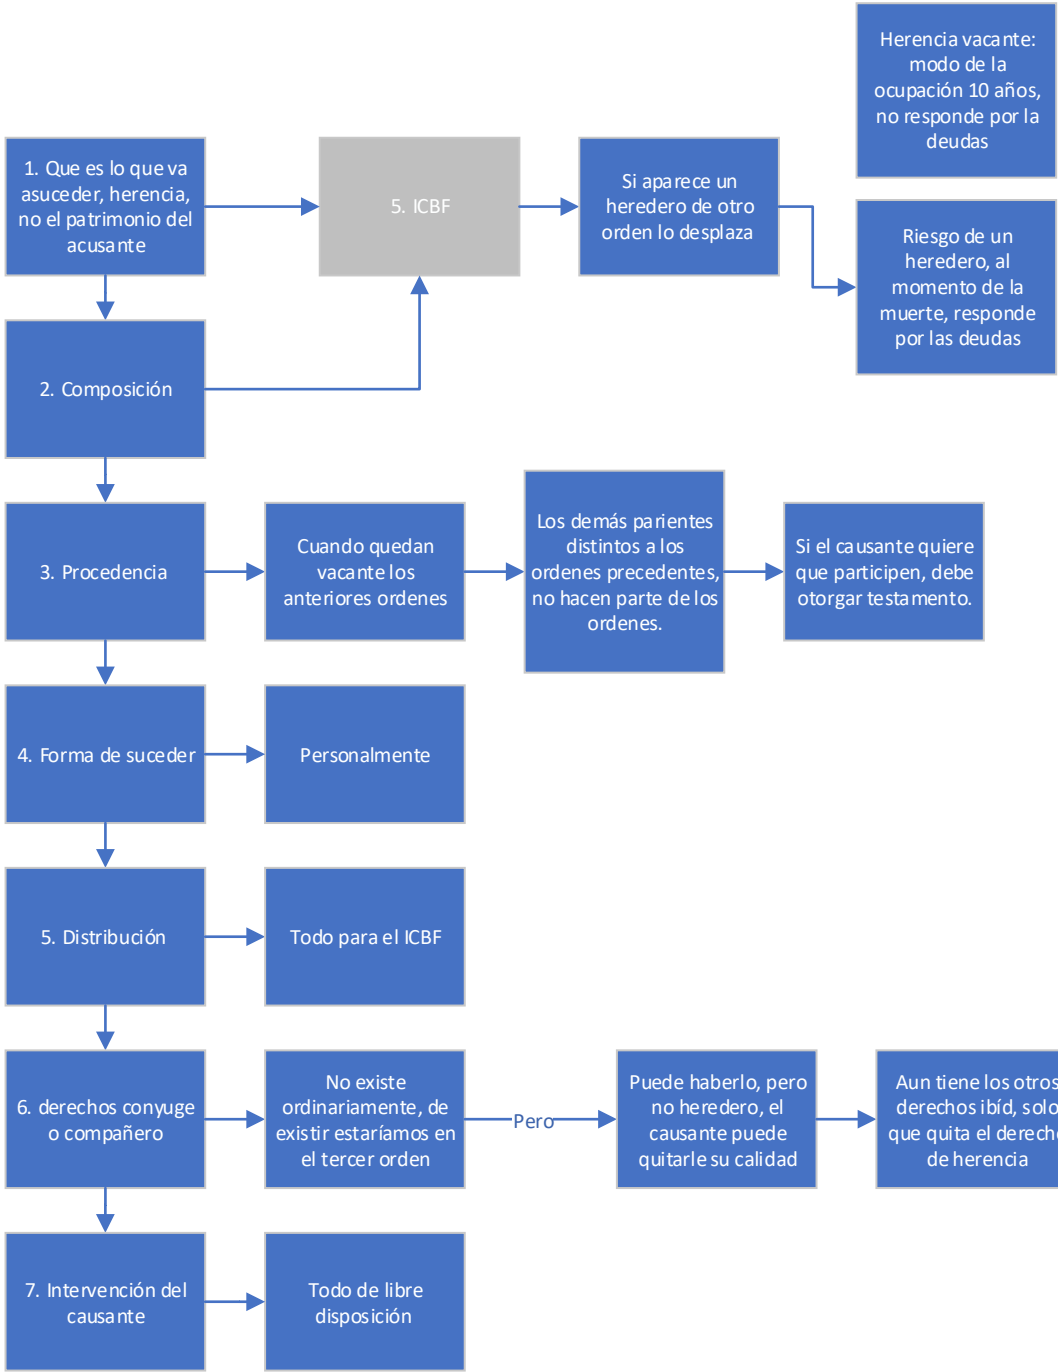 Herencia vacante:
modo de la
ocupación 10 años,
no responde por la
deudas
1. Que es lo que va
asuceder, herencia,
no el patrimonio del
acusante
5. ICBF
Si aparece un
heredero de otro
orden lo desplaza
Riesgo de un
heredero, al
momento de la
muerte, responde
por las deudas
2. Composición
3. Procedencia
Cuando quedan
vacante los
anteriores ordenes
Los demás parientes
distintos a los
ordenes precedentes,
no hacen parte de los
ordenes.
Si el causante quiere
que participen, debe
otorgar testamento.
4. Forma de suceder
Personalmente
5. Distribución
Todo para el ICBF
6. derechos conyuge
o compañero
No existe
ordinariamente, de
existir estaríamos en
el tercer orden
Pero
Puede haberlo, pero
no heredero, el
causante puede
quitarle su calidad
Aun tiene los otros
derechos ibíd, solo
que quita el derecho
de herencia
7. Intervención del
causante
Todo de libre
disposición